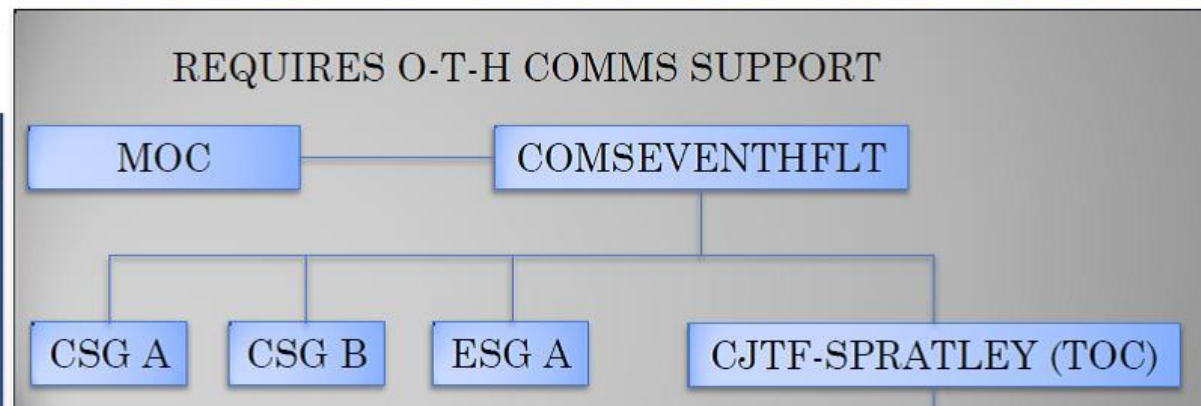 REQUIRES O-T-H COMMS SUPPORT
MOC
COMSEVENTHFLT
CSG A
CSG B
ESG A
CJTF-SPRATLEY (TOC)